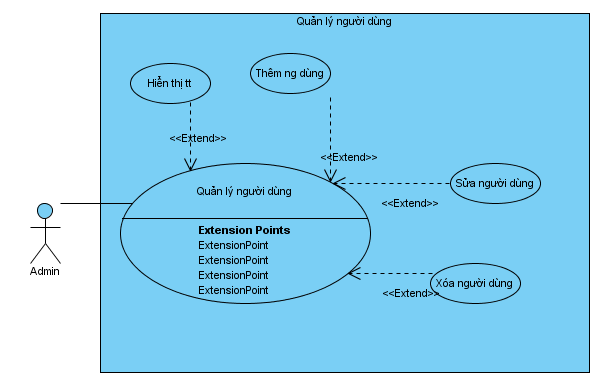 Quản lý người dùng
Hiễn thị tt
Thêm ng dùng
<<Extend>>
<<Extend>>
Quản lý người dùng
Sửa người dùng
<<Extend>>
Extension Points
ExtensionPoint
ExtensionPoint
ExtensionPoint
ExtensionPoint
Admin
Xóa người dùng
<<Extend>>